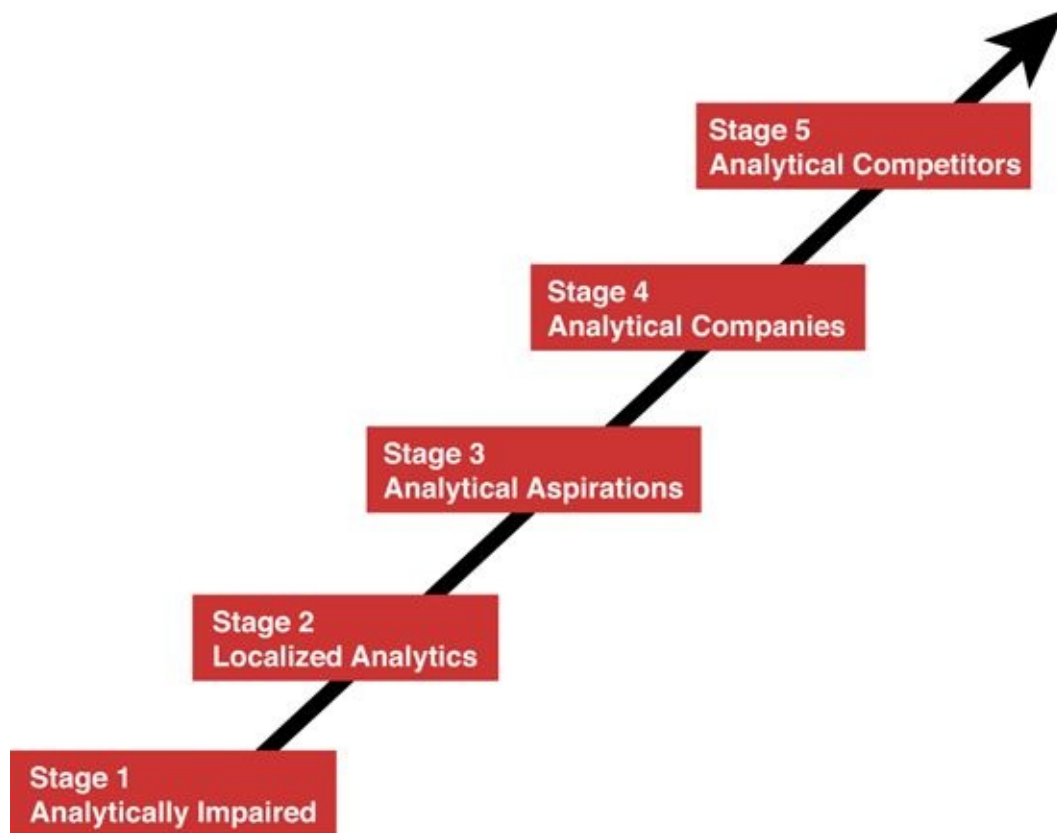 Stage 5
Analytical Competitors
Stage 4
Analytical Companies
Stage 3
Analytical Aspirations
Stage 2
Localized Analytics
Stage 1
Analytically Impaired